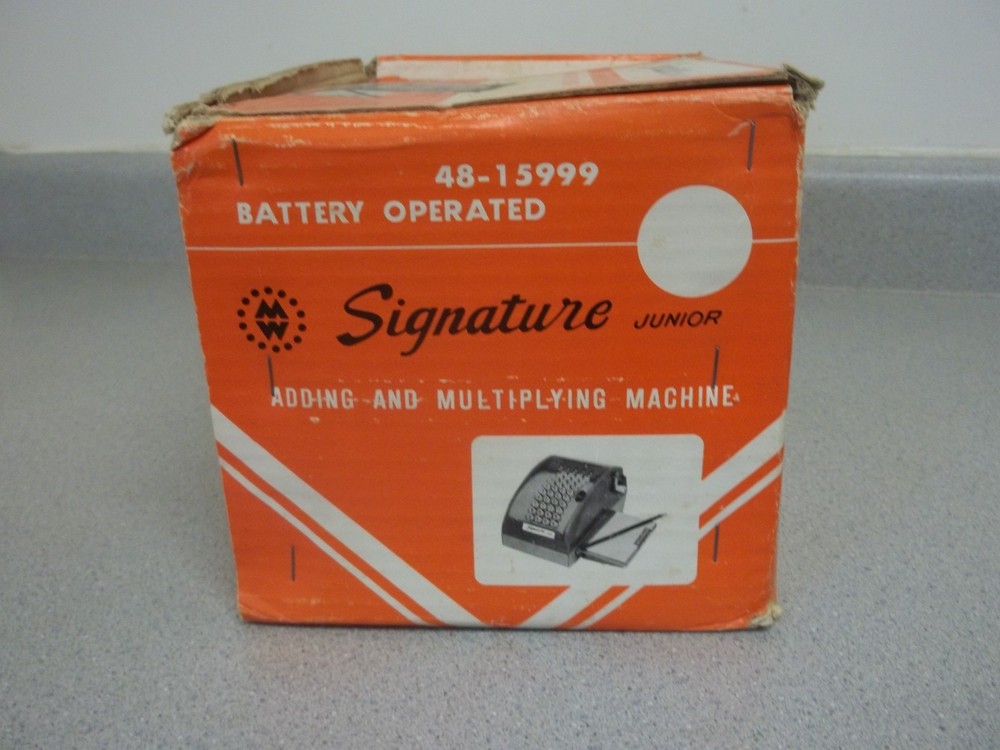 48-15999
BATTERY OPERATED
MW
Signature JUNIOR
ADDING AND MULTIPLYING MACHINE